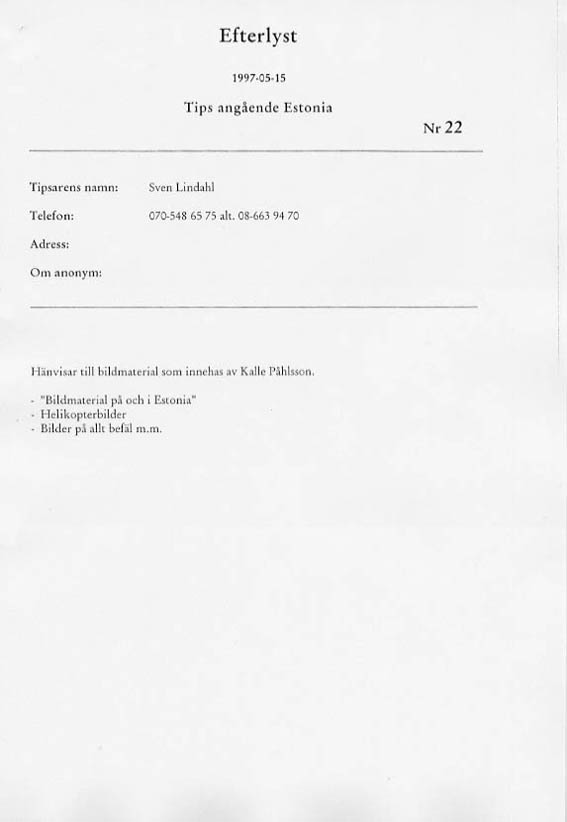 Efterlyst
1997-05-15
Tips angående Estonia
Nr 22
Tipsarens namn: Sven Lindahl
Telefon: 070-548 65 75 alt. 08-663 94 70
Adress:
Om anonym:
Hänvisar till bildmaterial som innehas av Kalle Påhlsson.
- "Bildmaterial på och i Estonia"
- Helikopterbilder
- Bilder på allt befäl m.m.